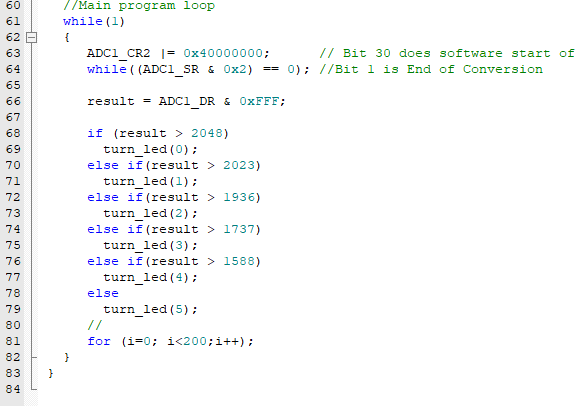 60 //Main program loop
61 while(1)
62 {
63 ADC1_CR2 |= 0x40000000; // Bit 30 does software start of
64 while((ADC1_SR & 0x2) == 0); //Bit 1 is End of Conversion
65
66 result = ADC1_DR & 0xFFF;
67
68 if (result > 2048)
69 turn_led(0);
70 else if(result > 2023)
71 turn_led(1);
72 else if(result > 1936)
73 turn_led(2);
74 else if(result > 1737)
75 turn_led(3);
76 else if(result > 1588)
77 turn_led(4);
78 else
79 turn_led(5);
80 //
81 for (i=0; i<200;i++);
82 }
83 }
84